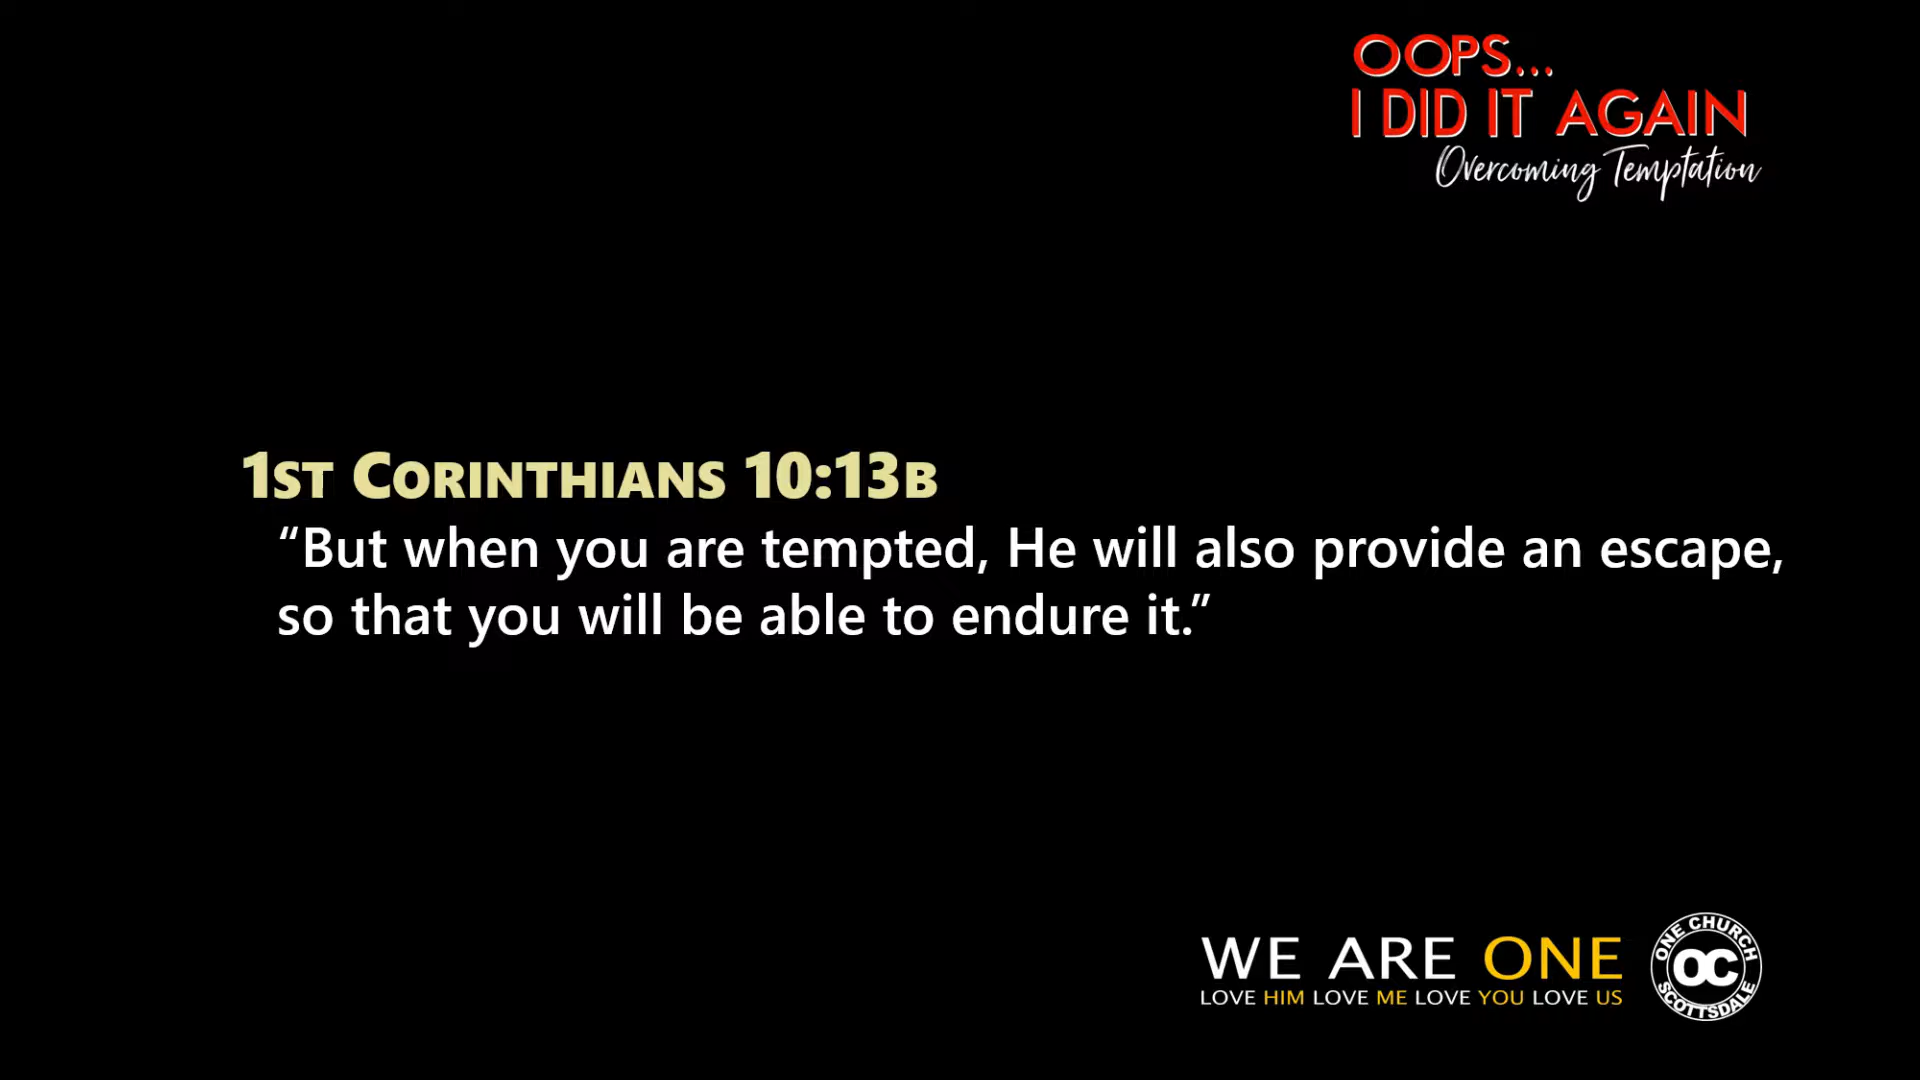 OOPS...
I DID IT AGAIN
Overcoming Temptation
1ST CORINTHIANS 10:13B
“But when you are tempted, He will also provide an escape,
so that you will be able to endure it.”
WE ARE ONE
LOVE HIM LOVE ME LOVE YOU LOVE US
ONE CHURCH
OC
SCOTTSDALE